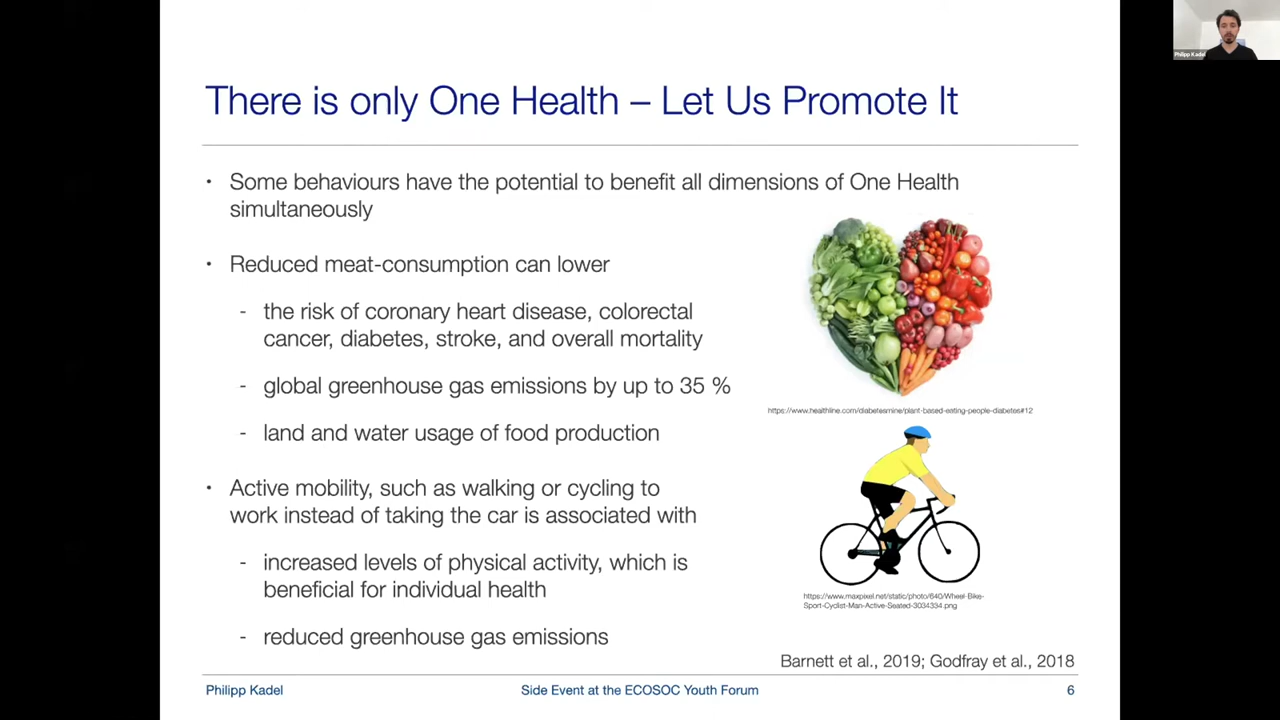 Philipp Kadel
There is only One Health – Let Us Promote It
• Some behaviours have the potential to benefit all dimensions of One Health
simultaneously
• Reduced meat-consumption can lower
- the risk of coronary heart disease, colorectal
cancer, diabetes, stroke, and overall mortality
- global greenhouse gas emissions by up to 35 %
- land and water usage of food production
https://www.healthline.com/diabetesmine/plant-based-eating-people-diabetes#12
• Active mobility, such as walking or cycling to
work instead of taking the car is associated with
- increased levels of physical activity, which is
beneficial for individual health
- reduced greenhouse gas emissions
https://www.maxpixel.net/static/photo/640/Wheel-Bike-
Sport-Cyclist-Man-Active-Seated-3034334.png
Barnett et al., 2019; Godfray et al., 2018
Philipp Kadel
Side Event at the ECOSOC Youth Forum
6